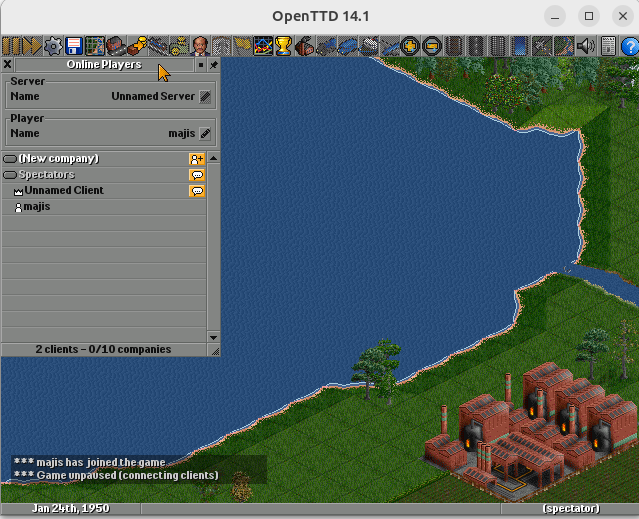 OpenTTD 14.1
Online Players
Server
Name Unnamed Server
Player
Name majis
(New company)
Spectators
Unnamed Client
majis
2 clients – 0/10 companies
*** majis has joined the game
*** Game unpaused (connecting clients)
Jan 24th, 1950 (spectator)